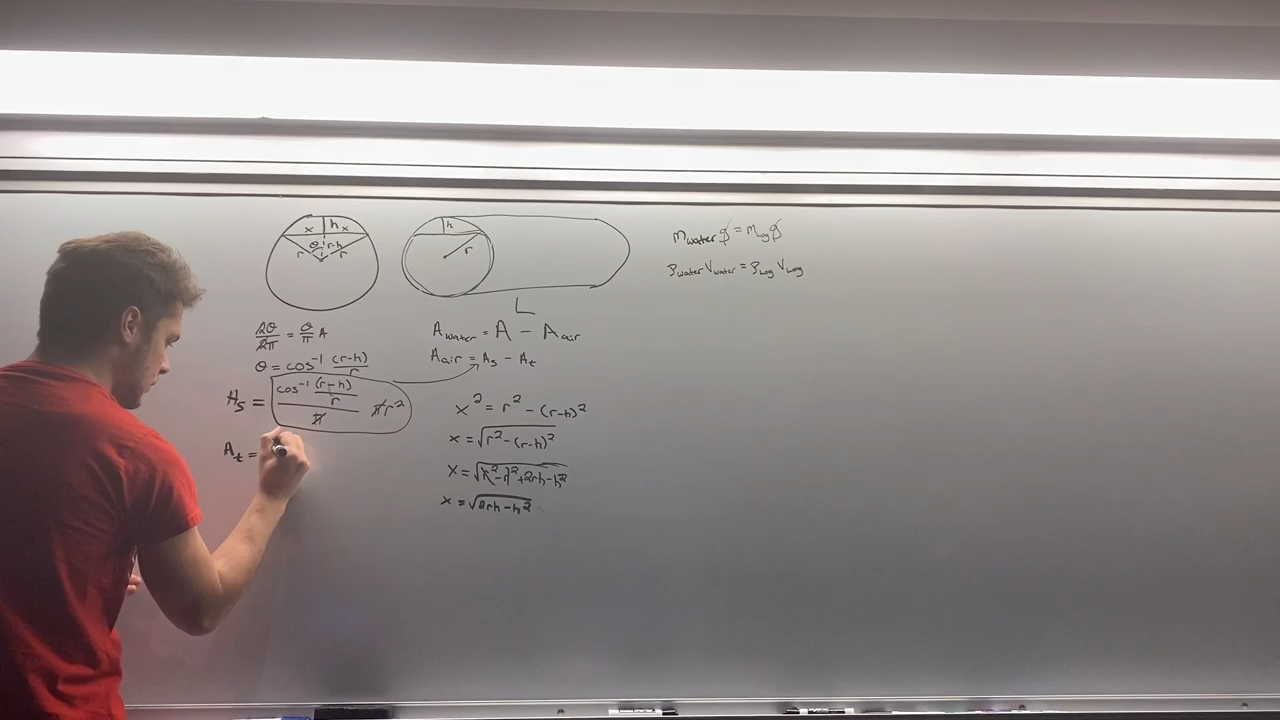 x h x
θ r-h
r r
h
r
L
2θ/2π = θ/π A
θ = cos⁻¹ (r-h)/r
A_s = cos⁻¹ (r-h)/r / π πr²
A_t =
A_water = A - A_air
A_air = A_s - A_t
x² = r² - (r-h)²
x = √(r² - (r-h)²)
x = √(r² - r² + 2rh - h²)
x = √(2rh - h²)
m_water g = m_log g
ρ_water V_water = ρ_log V_log